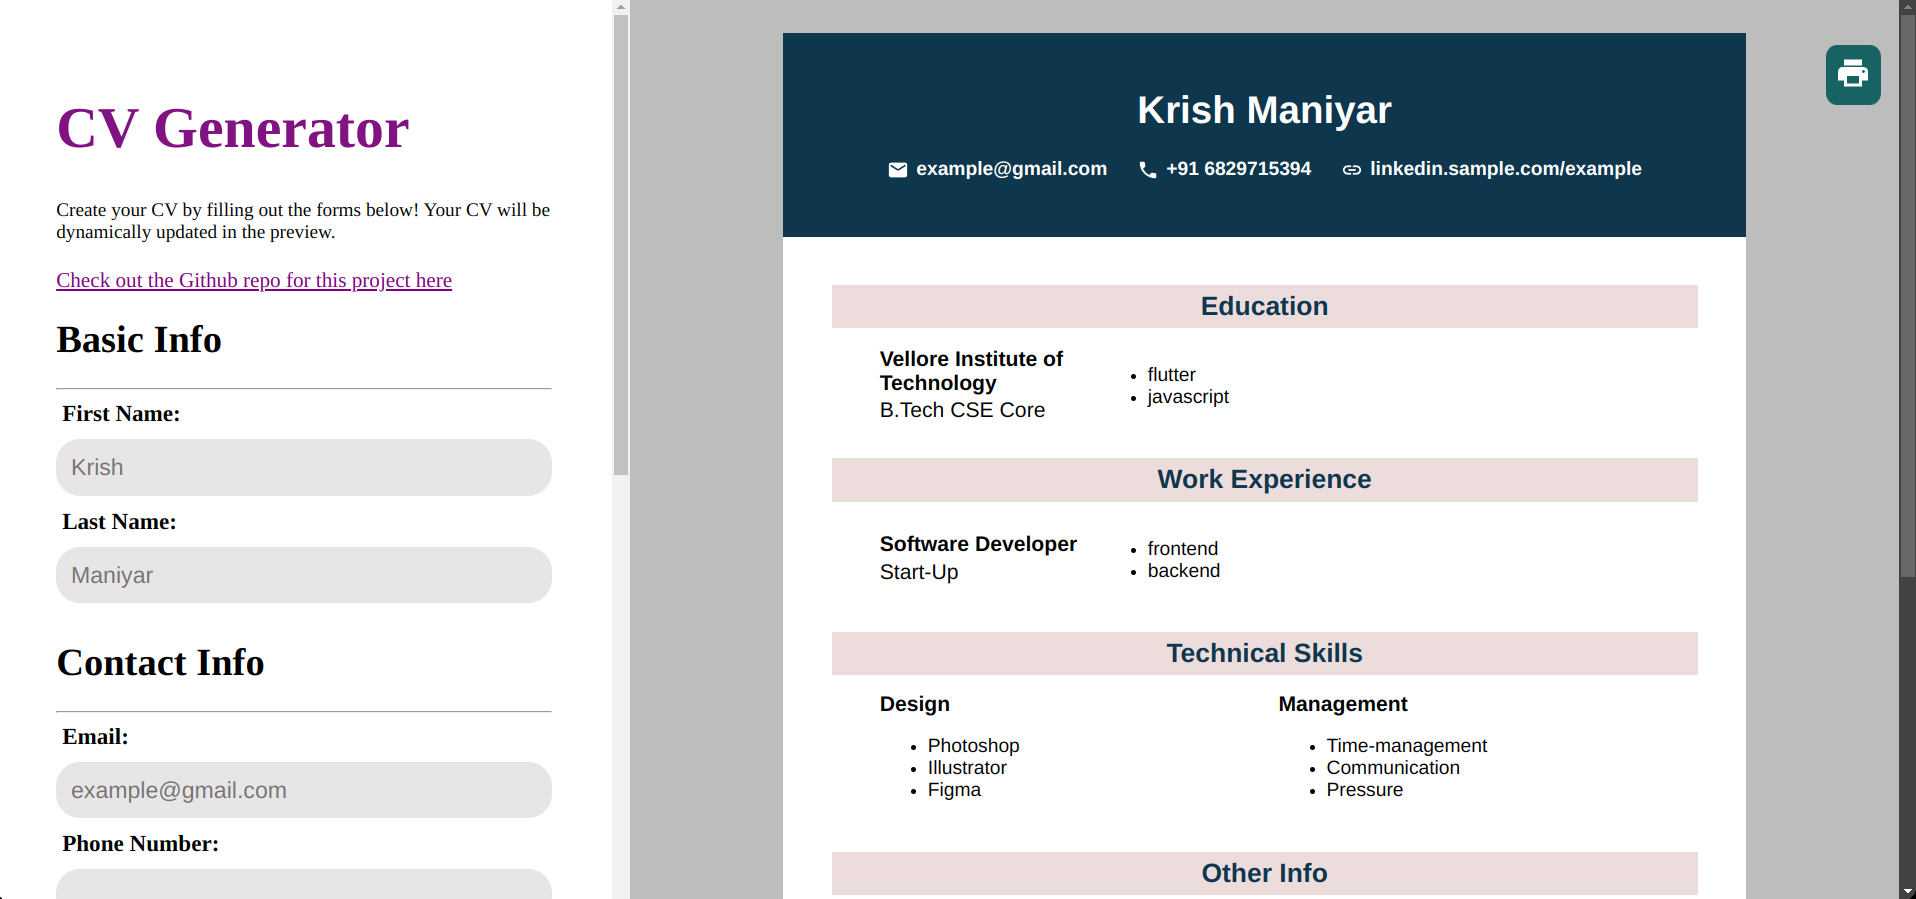 CV Generator
Create your CV by filling out the forms below! Your CV will be
dynamically updated in the preview.
Check out the Github repo for this project here
Basic Info
First Name:
Krish
Last Name:
Maniyar
Contact Info
Email:
example@gmail.com
Phone Number:
Krish Maniyar
example@gmail.com +91 6829715394 linkedin.sample.com/example
Education
Vellore Institute of
Technology
B.Tech CSE Core
• flutter
• javascript
Work Experience
Software Developer
Start-Up
• frontend
• backend
Technical Skills
Design
• Photoshop
• Illustrator
• Figma
Management
• Time-management
• Communication
• Pressure
Other Info